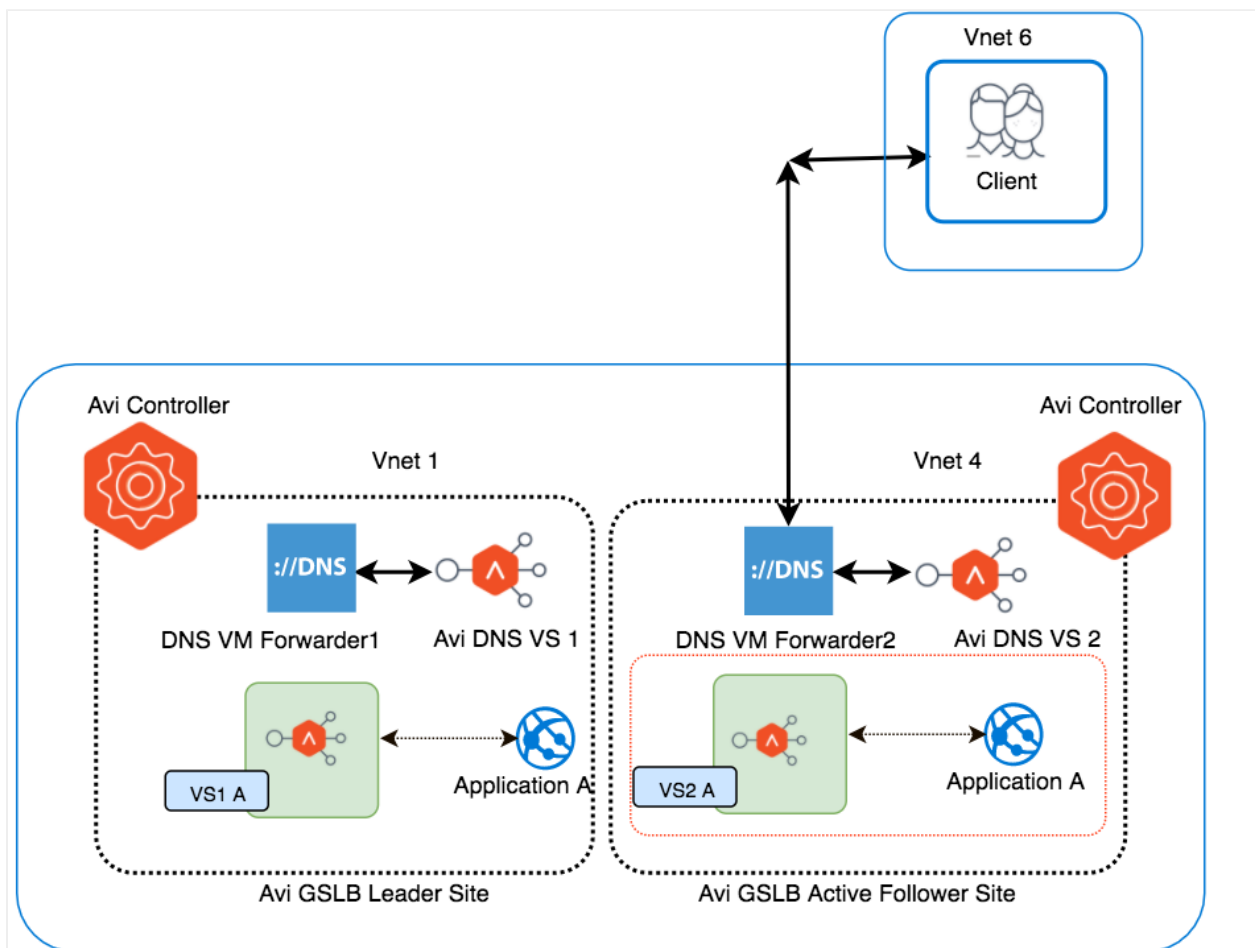 Vnet 6
Client
Avi Controller
Avi Controller
Vnet 1
Vnet 4
://DNS
://DNS
DNS VM Forwarder1
Avi DNS VS 1
DNS VM Forwarder2
Avi DNS VS 2
VS1 A
Application A
VS2 A
Application A
Avi GSLB Leader Site
Avi GSLB Active Follower Site